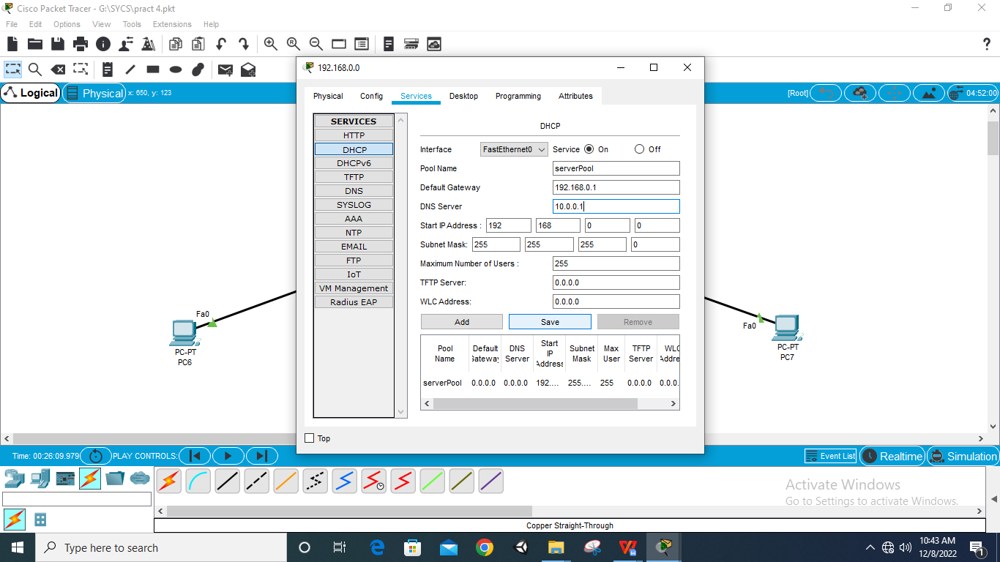 Cisco Packet Tracer - G:\SYCS\pract 4.pkt
File Edit Options View Tools Extensions Help
Logical Physical x: 650, y: 123 [Root] 04:52:00
192.168.0.0
Physical Config Services Desktop Programming Attributes
SERVICES
HTTP
DHCP
DHCPv6
TFTP
DNS
SYSLOG
AAA
NTP
EMAIL
FTP
IoT
VM Management
Radius EAP
DHCP
Interface FastEthernet0 Service On Off
Pool Name serverPool
Default Gateway 192.168.0.1
DNS Server 10.0.0.1
Start IP Address : 192 168 0 0
Subnet Mask: 255 255 255 0
Maximum Number of Users : 255
TFTP Server: 0.0.0.0
WLC Address: 0.0.0.0
Add Save Remove
Pool Name Default Gateway DNS Server Start IP Address Subnet Mask Max User TFTP Server WLC Addre
serverPool 0.0.0.0 0.0.0.0 192.... 255.... 255 0.0.0.0 0.0.0.
Top
Fa0
PC-PT
PC6
Fa0
PC-PT
PC7
Time: 00:26:09.979 PLAY CONTROLS: Event List Realtime Simulation
Activate Windows
Go to Settings to activate Windows.
Copper Straight-Through
Type here to search
10:43 AM
12/8/2022
1